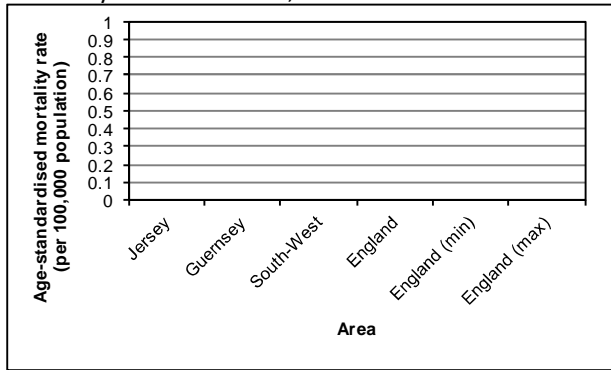 Age-standardised mortality rate
(per 100,000 population)
1
0.9
0.8
0.7
0.6
0.5
0.4
0.3
0.2
0.1
0
Jersey
Guernsey
South-West
England
England (min)
England (max)
Area